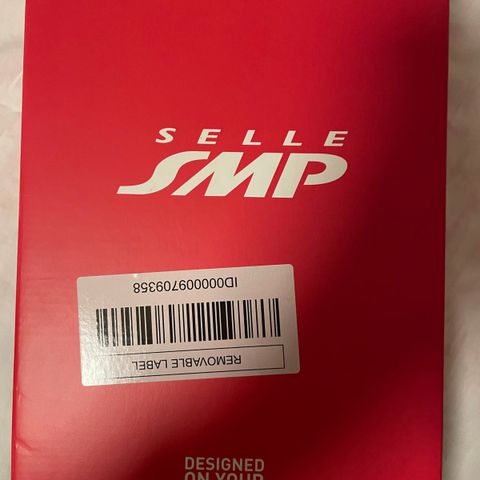 SELLE
SMP
ID0000009709358
REMOVABLE LABEL
DESIGNED
ON YOUR